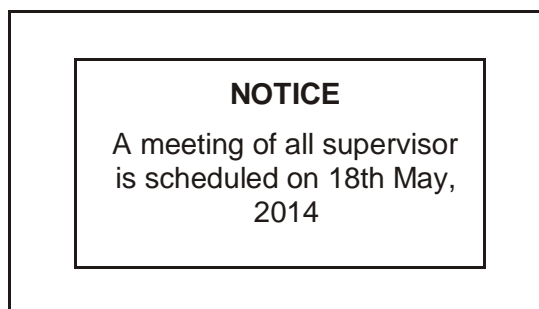 NOTICE
A meeting of all supervisor
is scheduled on 18th May,
2014